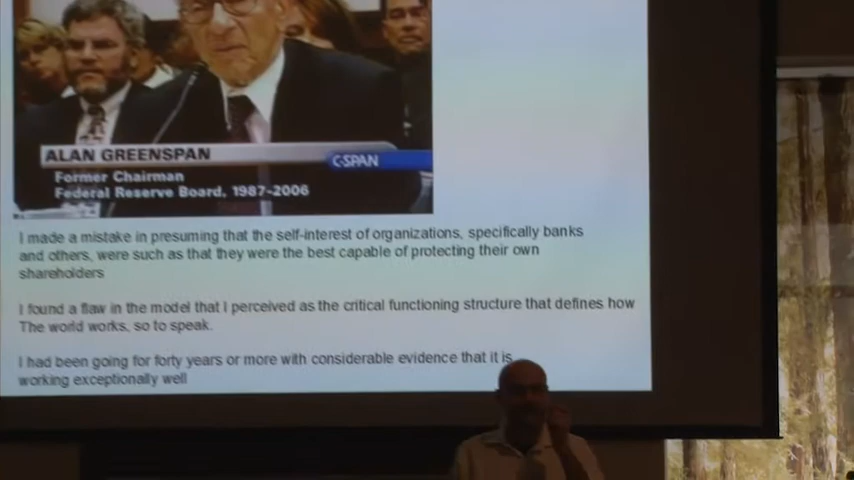 ALAN GREENSPAN
C-SPAN
Former Chairman
Federal Reserve Board, 1987-2006
I made a mistake in presuming that the self-interest of organizations, specifically banks
and others, were such as that they were the best capable of protecting their own
shareholders
I found a flaw in the model that I perceived as the critical functioning structure that defines how
The world works, so to speak.
I had been going for forty years or more with considerable evidence that it is
working exceptionally well